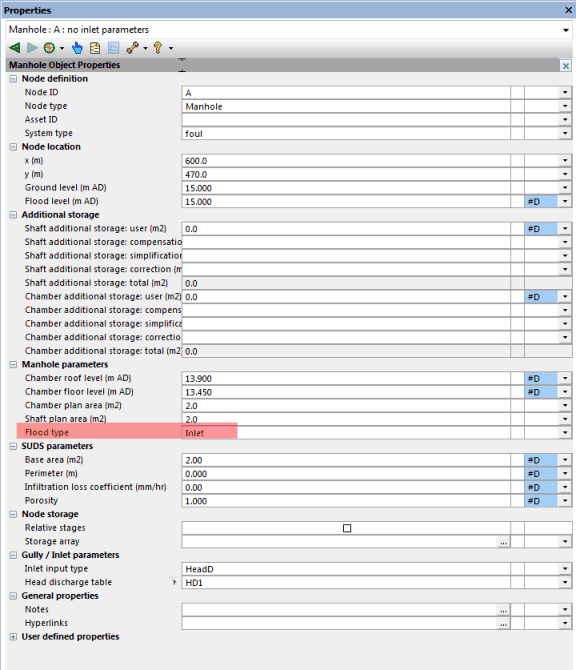 Properties
Manhole : A : no inlet parameters
Manhole Object Properties
Node definition
Node ID A
Node type Manhole
Asset ID
System type foul
Node location
x (m) 600.0
y (m) 470.0
Ground level (m AD) 15.000
Flood level (m AD) 15.000 #D
Additional storage
Shaft additional storage: user (m2) 0.0 #D
Shaft additional storage: compensatio
Shaft additional storage: simplification
Shaft additional storage: correction (m
Shaft additional storage: total (m2) 0.0
Chamber additional storage: user (m2) 0.0 #D
Chamber additional storage: compens
Chamber additional storage: simplifica
Chamber additional storage: correctio
Chamber additional storage: total (m2 0.0
Manhole parameters
Chamber roof level (m AD) 13.900 #D
Chamber floor level (m AD) 13.450 #D
Chamber plan area (m2) 2.0
Shaft plan area (m2) 2.0
Flood type Inlet
SUDS parameters
Base area (m2) 2.00 #D
Perimeter (m) 0.000 #D
Infiltration loss coefficient (mm/hr) 0.00 #D
Porosity 1.000 #D
Node storage
Relative stages
Storage array ...
Gully / Inlet parameters
Inlet input type HeadD
Head discharge table HD1
General properties
Notes ...
Hyperlinks ...
User defined properties